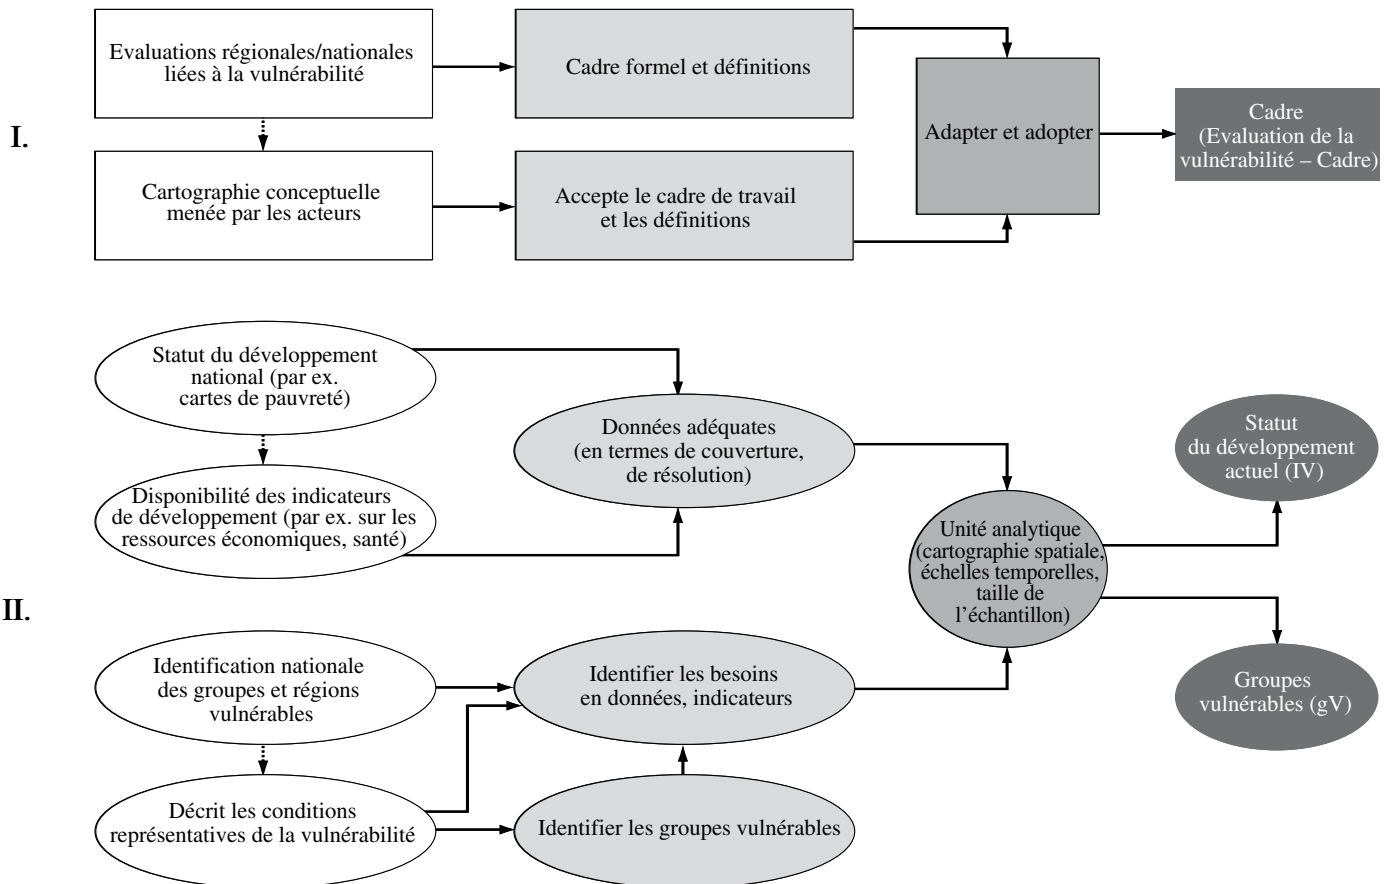 I.
Evaluations régionales/nationales
liées à la vulnérabilité
Cadre formel et définitions
Adapter et adopter
Cadre
(Evaluation de la
vulnérabilité – Cadre)
Cartographie conceptuelle
menée par les acteurs
Accepte le cadre de travail
et les définitions
II.
Statut du développement
national (par ex.
cartes de pauvreté)
Disponibilité des indicateurs
de développement (par ex. sur les
ressources économiques, santé)
Données adéquates
(en termes de couverture,
de résolution)
Unité analytique
(cartographie spatiale,
échelles temporelles,
taille de
l’échantillon)
Statut
du développement
actuel (IV)
Groupes
vulnérables (gV)
Identification nationale
des groupes et régions
vulnérables
Identifier les besoins
en données, indicateurs
Décrit les conditions
représentatives de la vulnérabilité
Identifier les groupes vulnérables